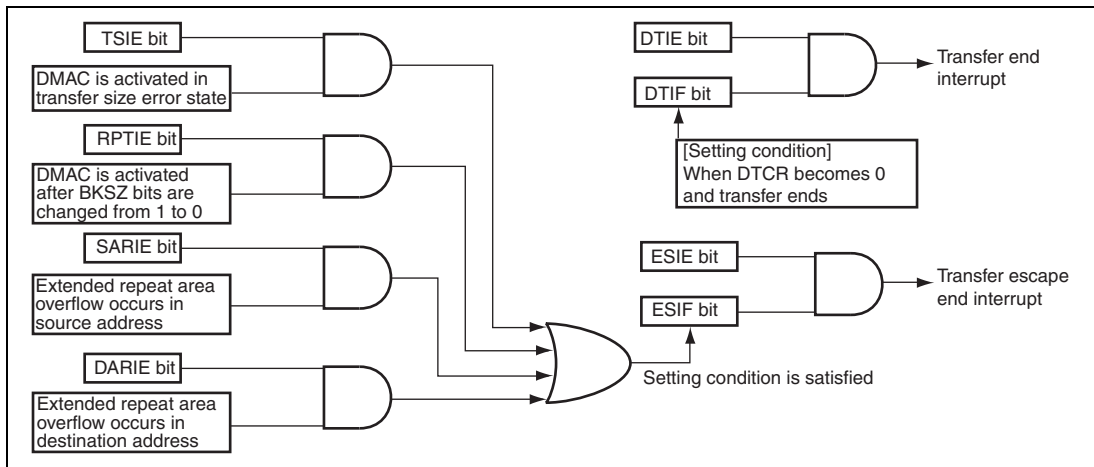 TSIE bit
DMAC is activated in
transfer size error state
RPTIE bit
DMAC is activated
after BKSZ bits are
changed from 1 to 0
SARIE bit
Extended repeat area
overflow occurs in
source address
DARIE bit
Extended repeat area
overflow occurs in
destination address
Setting condition is satisfied
DTIE bit
DTIF bit
[Setting condition]
When DTCR becomes 0
and transfer ends
Transfer end
interrupt
ESIE bit
ESIF bit
Transfer escape
end interrupt